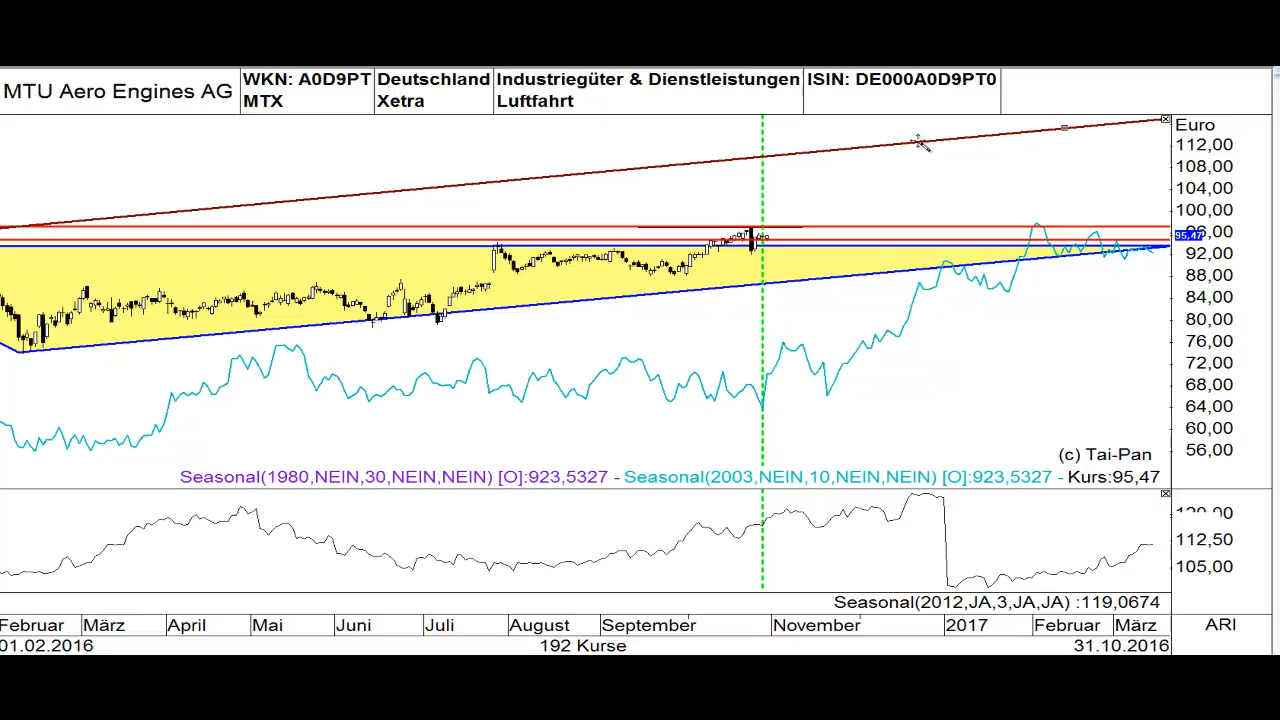 MTU Aero Engines AG
WKN: A0D9PT
MTX
Deutschland
Xetra
Industriegüter & Dienstleistungen
Luftfahrt
ISIN: DE000A0D9PT0
Euro
112,00
108,00
104,00
100,00
95,47
92,00
88,00
84,00
80,00
76,00
72,00
68,00
64,00
60,00
56,00
(c) Tai-Pan
Seasonal(1980,NEIN,30,NEIN,NEIN) [O]:923,5327 - Seasonal(2003,NEIN,10,NEIN,NEIN) [O]:923,5327 - Kurs:95,47
120,00
112,50
105,00
Seasonal(2012,JA,3,JA,JA) :119,0674
Februar März April Mai Juni Juli August September November 2017 Februar März ARI
01.02.2016 192 Kurse 31.10.2016